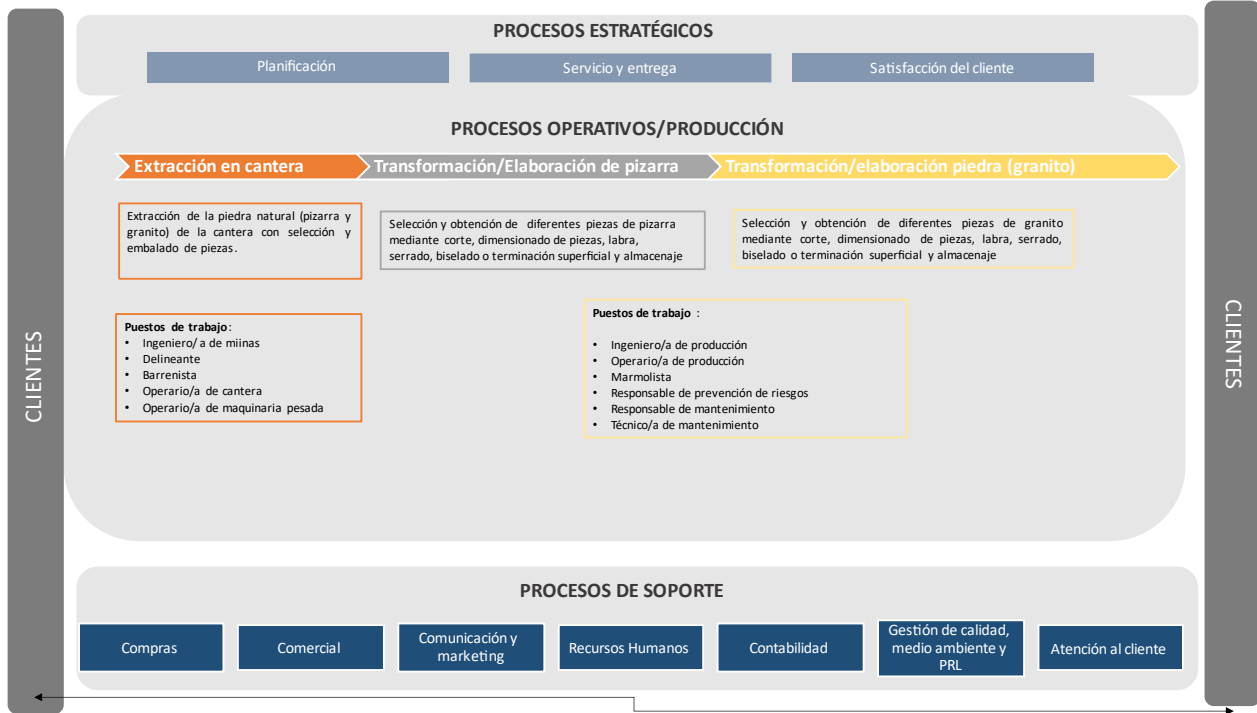 PROCESOS ESTRATÉGICOS
Planificación
Servicio y entrega
Satisfacción del cliente
CLIENTES
CLIENTES
PROCESOS OPERATIVOS/PRODUCCIÓN
Extracción en cantera
Transformación/Elaboración de pizarra
Transformación/elaboración piedra (granito)
Extracción de la piedra natural (pizarra y
granito) de la cantera con selección y
embalado de piezas.
Selección y obtención de diferentes piezas de pizarra
mediante corte, dimensionado de piezas, labra,
serrado, biselado o terminación superficial y almacenaje
Selección y obtención de diferentes piezas de granito
mediante corte, dimensionado de piezas, labra, serrado,
biselado o terminación superficial y almacenaje
Puestos de trabajo:
• Ingeniero/a de miinas
• Delineante
• Barrenista
• Operario/a de cantera
• Operario/a de maquinaria pesada
Puestos de trabajo :
• Ingeniero/a de producción
• Operario/a de producción
• Marmolista
• Responsable de prevención de riesgos
• Responsable de mantenimiento
• Técnico/a de mantenimiento
PROCESOS DE SOPORTE
Compras
Comercial
Comunicación y
marketing
Recursos Humanos
Contabilidad
Gestión de calidad,
medio ambiente y
PRL
Atención al cliente